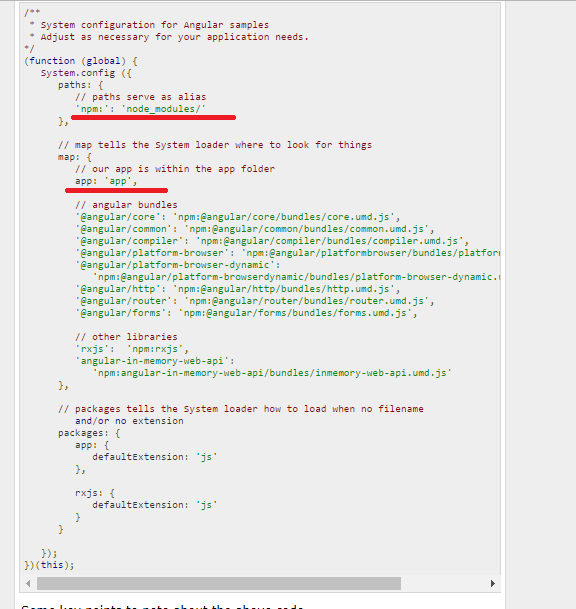 /**
 * System configuration for Angular samples
 * Adjust as necessary for your application needs.
*/
(function (global) {
   System.config ({
      paths: {
         // paths serve as alias
         'npm:': 'node_modules/'
      },

      // map tells the System loader where to look for things
      map: {
         // our app is within the app folder
         app: 'app',

         // angular bundles
         '@angular/core': 'npm:@angular/core/bundles/core.umd.js',
         '@angular/common': 'npm:@angular/common/bundles/common.umd.js',
         '@angular/compiler': 'npm:@angular/compiler/bundles/compiler.umd.js',
         '@angular/platform-browser': 'npm:@angular/platformbrowser/bundles/platform
         '@angular/platform-browser-dynamic':
            'npm:@angular/platform-browserdynamic/bundles/platform-browser-dynamic.
         '@angular/http': 'npm:@angular/http/bundles/http.umd.js',
         '@angular/router': 'npm:@angular/router/bundles/router.umd.js',
         '@angular/forms': 'npm:@angular/forms/bundles/forms.umd.js',

         // other libraries
         'rxjs':  'npm:rxjs',
         'angular-in-memory-web-api':
            'npm:angular-in-memory-web-api/bundles/inmemory-web-api.umd.js'
      },

      // packages tells the System loader how to load when no filename
         and/or no extension
      packages: {
         app: {
            defaultExtension: 'js'
         },

         rxjs: {
            defaultExtension: 'js'
         }
      }

   });
})(this);
Some key points to note about the above code